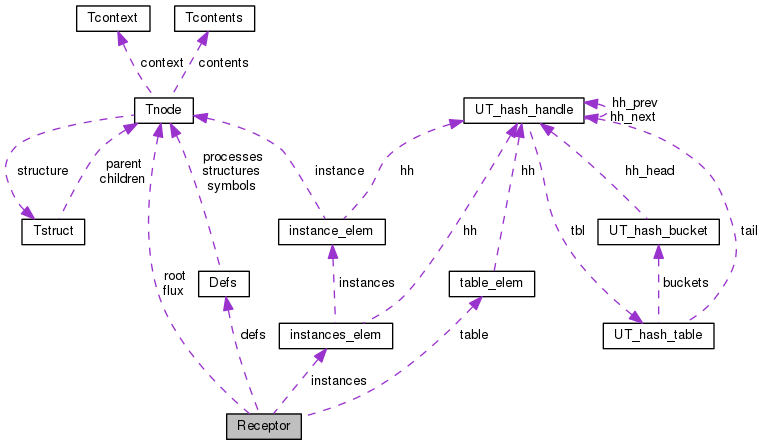 Tcontext
Tcontents
context
contents
Tnode
UT_hash_handle
hh_prev
hh_next
processes
structures
symbols
structure
parent
children
instance
hh
hh
hh_head
Tstruct
instance_elem
hh
tbl
UT_hash_bucket
tail
root
flux
Defs
instances
table_elem
buckets
defs
instances_elem
table
UT_hash_table
instances
Receptor